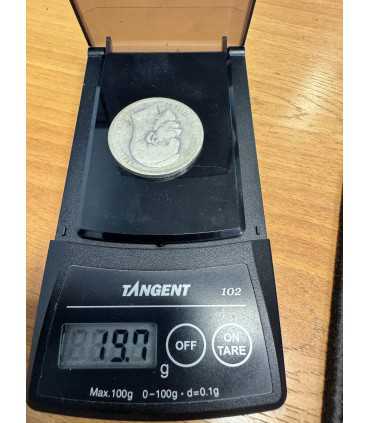 TANGENT 102
19.7 g
OFF
ON
TARE
Max.100g 0-100g · d=0.1g